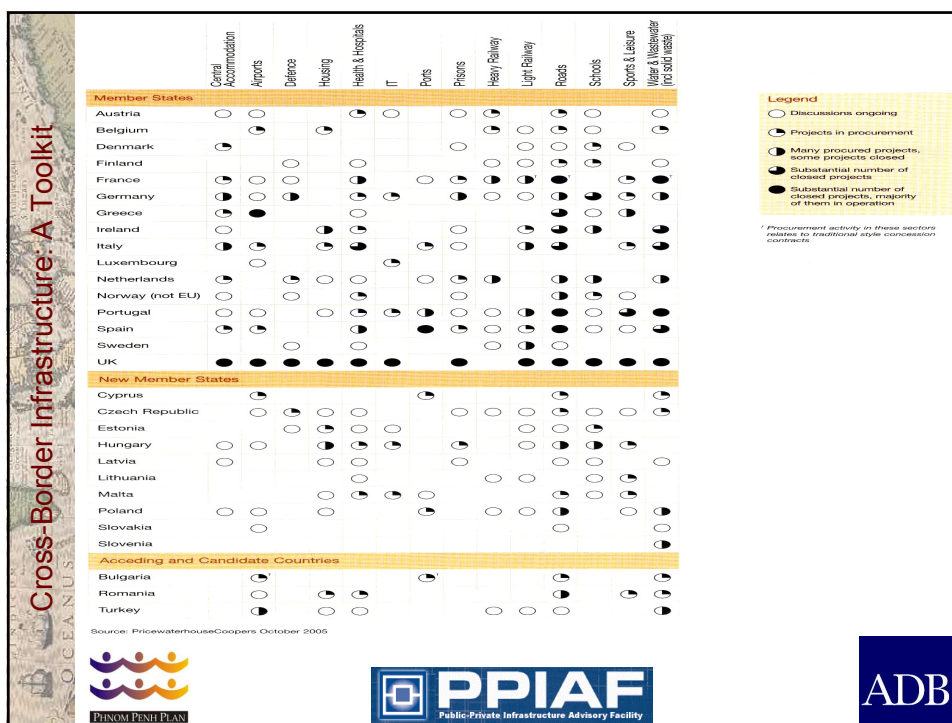 Cross-Border Infrastructure: A Toolkit
OCEANUS
Central Accommodation
Airports
Defence
Housing
Health & Hospitals
IT
Ports
Prisons
Heavy Railway
Light Railway
Roads
Schools
Sports & Leisure
Water & Wastewater (incl solid waste)
Member States
Austria
Belgium
Denmark
Finland
France
Germany
Greece
Ireland
Italy
Luxembourg
Netherlands
Norway (not EU)
Portugal
Spain
Sweden
UK
New Member States
Cyprus
Czech Republic
Estonia
Hungary
Latvia
Lithuania
Malta
Poland
Slovakia
Slovenia
Acceding and Candidate Countries
Bulgaria
Romania
Turkey
Source: PricewaterhouseCoopers October 2005
Legend
Discussions ongoing
Projects in procurement
Many procured projects,
some projects closed
Substantial number of
closed projects
Substantial number of
closed projects, majority
of them in operation
Procurement activity in these sectors
relates to traditional style concession
contracts
PHNOM PENH PLAN
PPIAF
Public-Private Infrastructure Advisory Facility
ADB